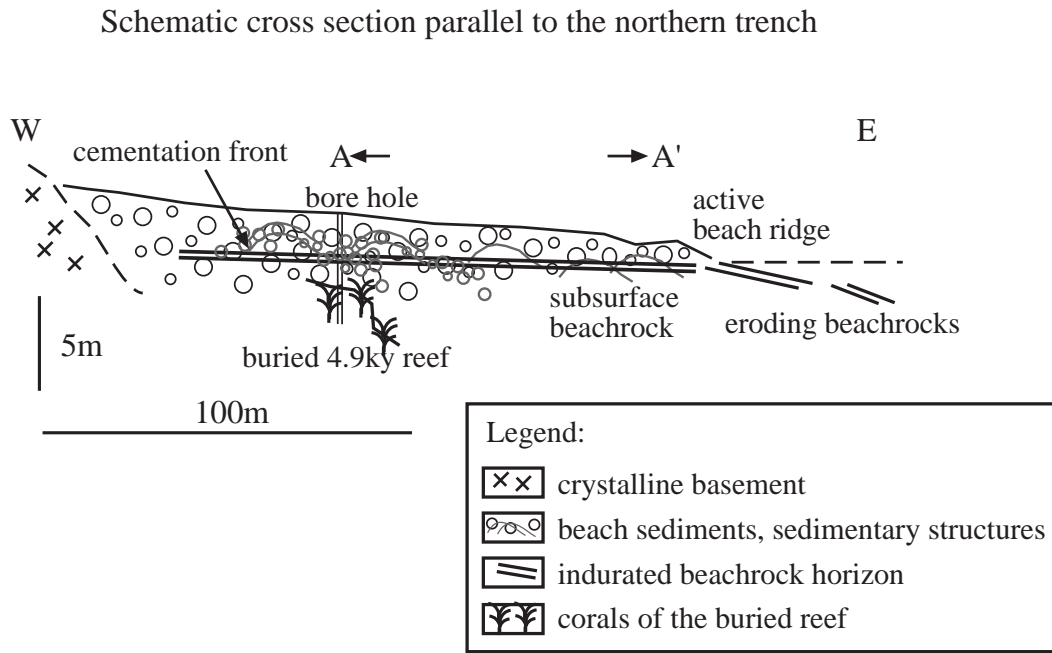 Schematic cross section parallel to the northern trench
W
E
cementation front
A
A'
bore hole
active
beach ridge
subsurface
beachrock
eroding beachrocks
buried 4.9ky reef
5m
100m
Legend:
crystalline basement
beach sediments, sedimentary structures
indurated beachrock horizon
corals of the buried reef